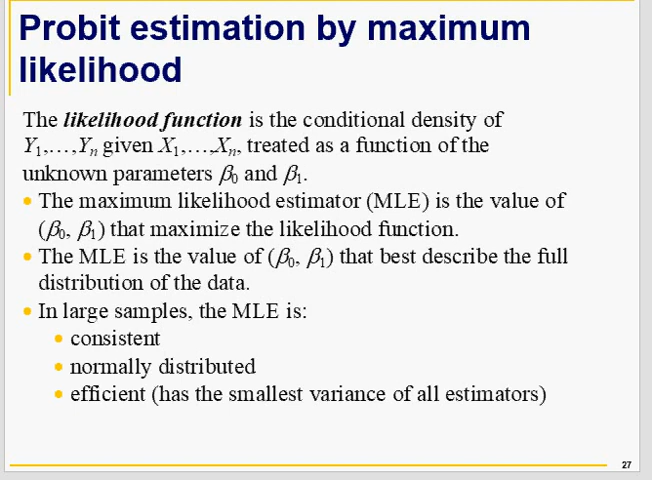 Probit estimation by maximum
likelihood
The likelihood function is the conditional density of
Y₁,…,Yₙ given X₁,…,Xₙ, treated as a function of the
unknown parameters β₀ and β₁.
• The maximum likelihood estimator (MLE) is the value of
(β₀, β₁) that maximize the likelihood function.
• The MLE is the value of (β₀, β₁) that best describe the full
distribution of the data.
• In large samples, the MLE is:
• consistent
• normally distributed
• efficient (has the smallest variance of all estimators)
27